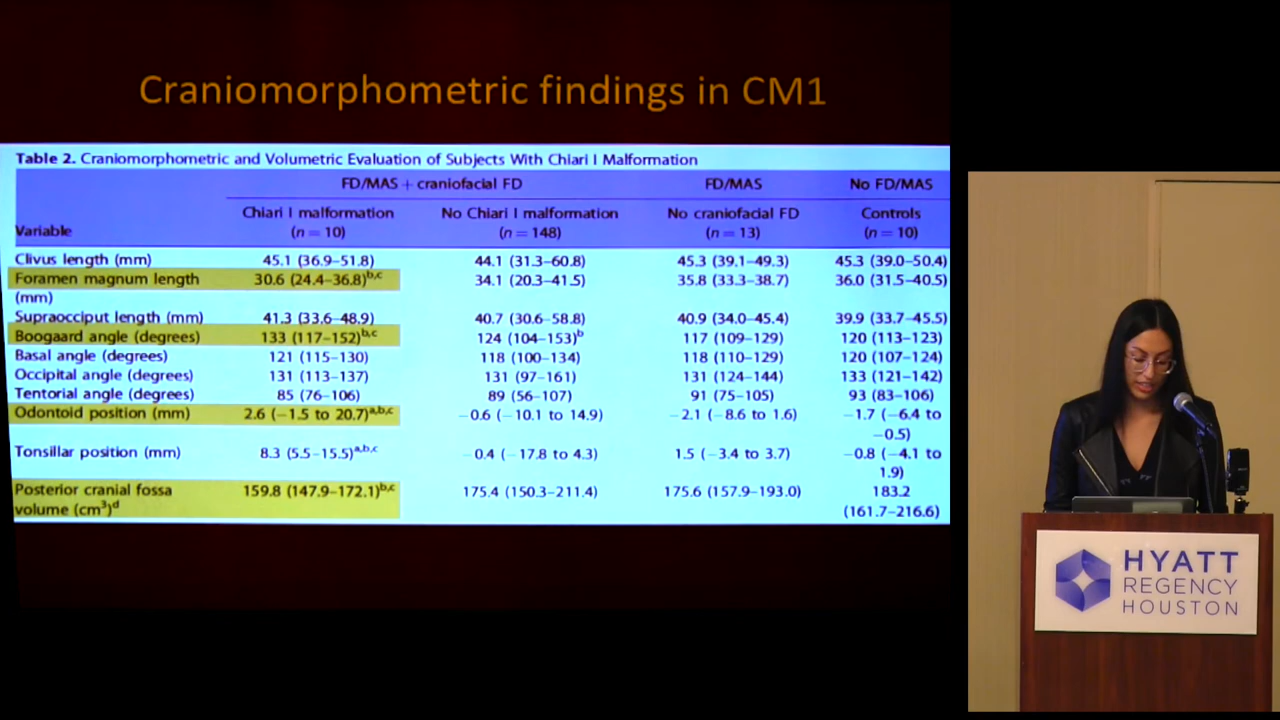 Craniomorphometric findings in CM1
Table 2. Craniomorphometric and Volumetric Evaluation of Subjects With Chiari I Malformation
FD/MAS + craniofacial FD FD/MAS No FD/MAS
Chiari I malformation No Chiari I malformation No craniofacial FD Controls
Variable (n = 10) (n = 148) (n = 13) (n = 10)
Clivus length (mm) 45.1 (36.9–51.8) 44.1 (31.3–60.8) 45.3 (39.1–49.3) 45.3 (39.0–50.4)
Foramen magnum length 30.6 (24.4–36.8)b,c 34.1 (20.3–41.5) 35.8 (33.3–38.7) 36.0 (31.5–40.5)
(mm)
Supraocciput length (mm) 41.3 (33.6–48.9) 40.7 (30.6–58.8) 40.9 (34.0–45.4) 39.9 (33.7–45.5)
Boogaard angle (degrees) 133 (117–152)b,c 124 (104–153)b 117 (109–129) 120 (113–123)
Basal angle (degrees) 121 (115–130) 118 (100–134) 118 (110–129) 120 (107–124)
Occipital angle (degrees) 131 (113–137) 131 (97–161) 131 (124–144) 133 (121–142)
Tentorial angle (degrees) 85 (76–106) 89 (56–107) 91 (75–105) 93 (83–106)
Odontoid position (mm) 2.6 (−1.5 to 20.7)a,b,c −0.6 (−10.1 to 14.9) −2.1 (−8.6 to 1.6) −1.7 (−6.4 to
−0.5)
Tonsillar position (mm) 8.3 (5.5–15.5)a,b,c −0.4 (−17.8 to 4.3) 1.5 (−3.4 to 3.7) −0.8 (−4.1 to
1.9)
Posterior cranial fossa 159.8 (147.9–172.1)b,c 175.4 (150.3–211.4) 175.6 (157.9–193.0) 183.2
volume (cm³)d (161.7–216.6)
HYATT
REGENCY
HOUSTON